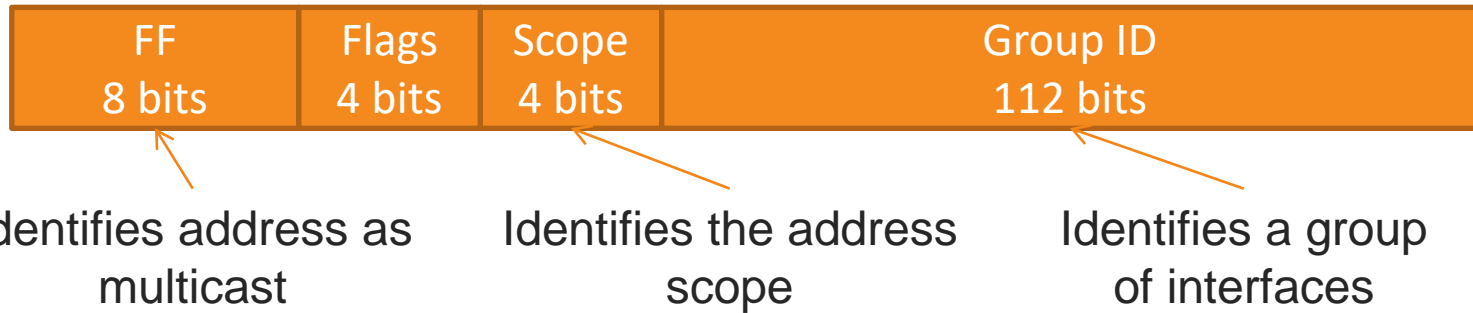 FF Flags Scope Group ID
8 bits 4 bits 4 bits 112 bits
dentifies address as Identifies the address Identifies a group
multicast scope of interfaces